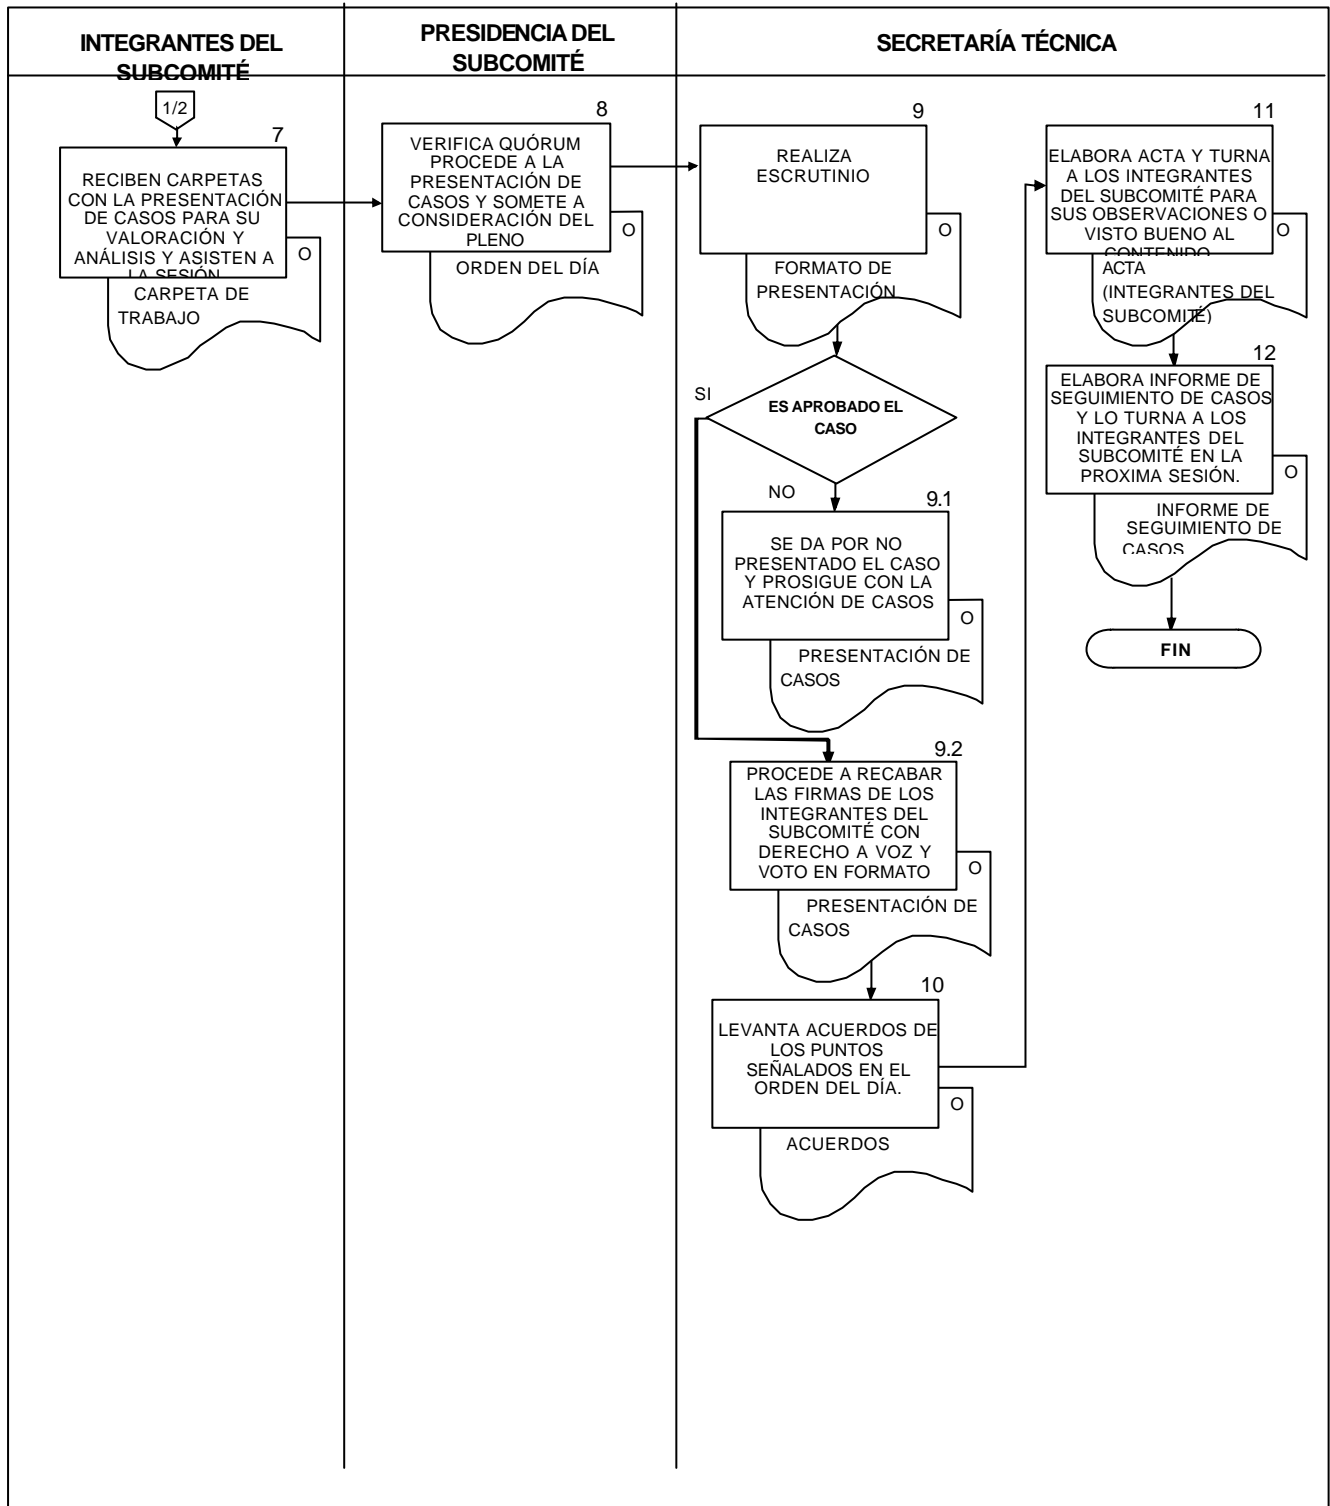 INTEGRANTES DEL
SUBCOMITÉ
PRESIDENCIA DEL
SUBCOMITÉ
SECRETARÍA TÉCNICA
1/2
7
RECIBEN CARPETAS
CON LA PRESENTACIÓN
DE CASOS PARA SU
VALORACIÓN Y
ANÁLISIS Y ASISTEN A
LA SESIÓN
O
CARPETA DE
TRABAJO
8
VERIFICA QUÓRUM
PROCEDE A LA
PRESENTACIÓN DE
CASOS Y SOMETE A
CONSIDERACIÓN DEL
PLENO
O
ORDEN DEL DÍA
9
REALIZA
ESCRUTINIO
O
FORMATO DE
PRESENTACIÓN
SI
ES APROBADO EL
CASO
NO
9.1
SE DA POR NO
PRESENTADO EL CASO
Y PROSIGUE CON LA
ATENCIÓN DE CASOS
O
PRESENTACIÓN DE
CASOS
9.2
PROCEDE A RECABAR
LAS FIRMAS DE LOS
INTEGRANTES DEL
SUBCOMITÉ CON
DERECHO A VOZ Y
VOTO EN FORMATO
O
PRESENTACIÓN DE
CASOS
10
LEVANTA ACUERDOS DE
LOS PUNTOS
SEÑALADOS EN EL
ORDEN DEL DÍA.
O
ACUERDOS
11
ELABORA ACTA Y TURNA
A LOS INTEGRANTES
DEL SUBCOMITÉ PARA
SUS OBSERVACIONES O
VISTO BUENO AL
CONTENIDO
O
ACTA
(INTEGRANTES DEL
SUBCOMITÉ)
12
ELABORA INFORME DE
SEGUIMIENTO DE CASOS
Y LO TURNA A LOS
INTEGRANTES DEL
SUBCOMITÉ EN LA
PROXIMA SESIÓN.
O
INFORME DE
SEGUIMIENTO DE
CASOS
FIN